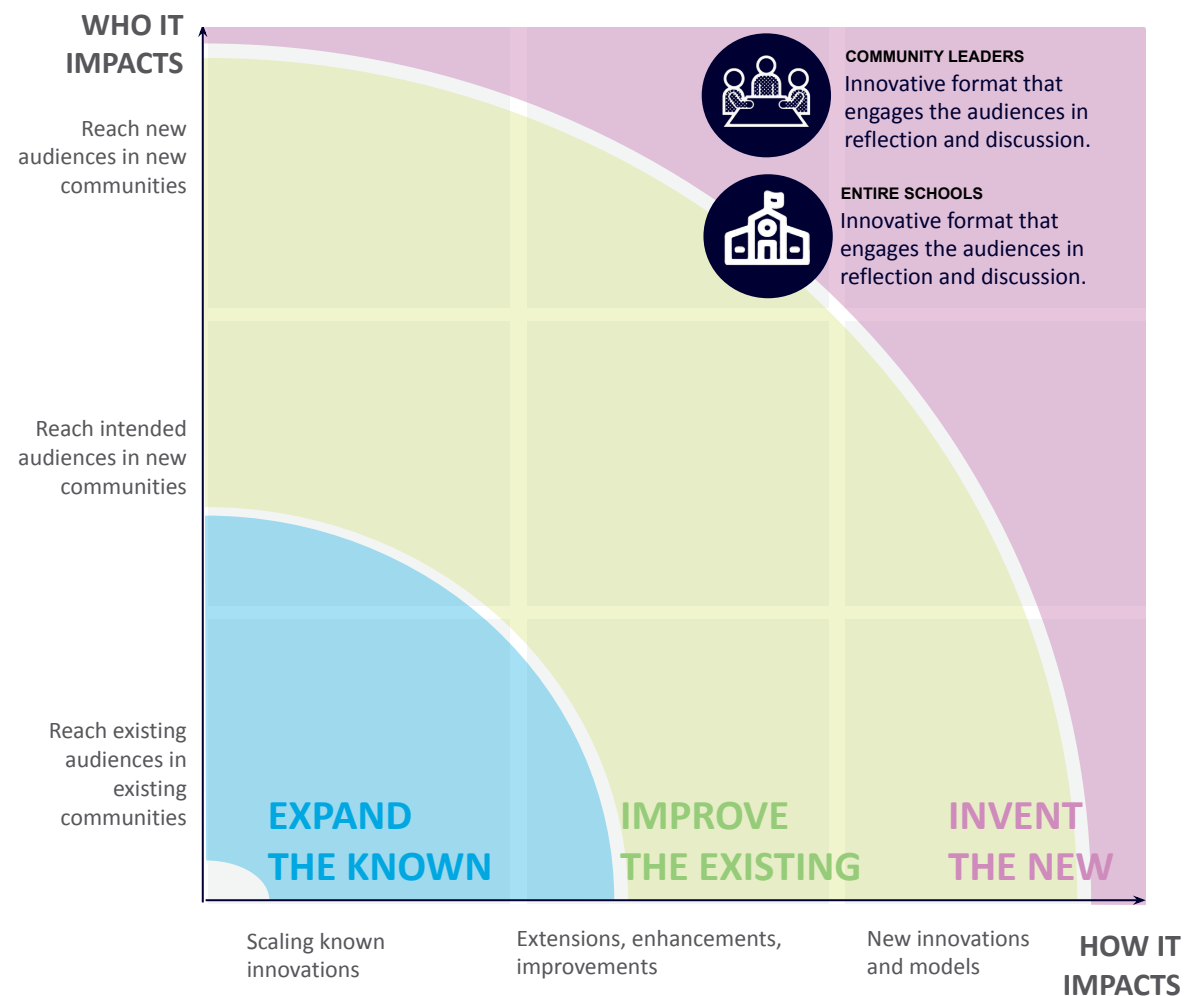 WHO IT
IMPACTS
Reach new
audiences in new
communities
Reach intended
audiences in new
communities
Reach existing
audiences in
existing
communities
COMMUNITY LEADERS
Innovative format that
engages the audiences in
reflection and discussion.
ENTIRE SCHOOLS
Innovative format that
engages the audiences in
reflection and discussion.
EXPAND
THE KNOWN
IMPROVE
THE EXISTING
INVENT
THE NEW
Scaling known
innovations
Extensions, enhancements,
improvements
New innovations
and models
HOW IT
IMPACTS